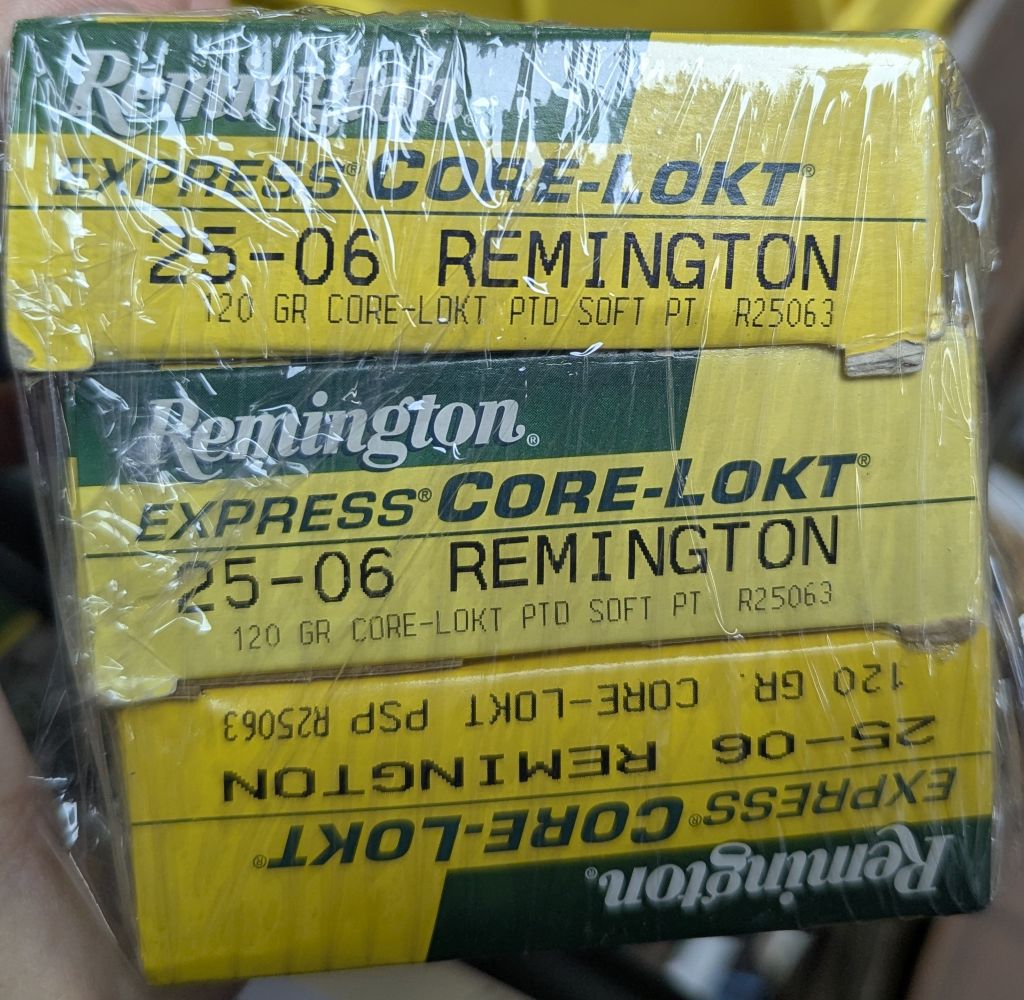 Remington®
EXPRESS® CORE-LOKT®
25-06 REMINGTON
120 GR CORE-LOKT PTD SOFT PT R25063
Remington®
EXPRESS® CORE-LOKT®
25-06 REMINGTON
120 GR CORE-LOKT PTD SOFT PT R25063
Remington®
EXPRESS® CORE-LOKT®
25-06 REMINGTON
120 GR. CORE-LOKT PSP R25063